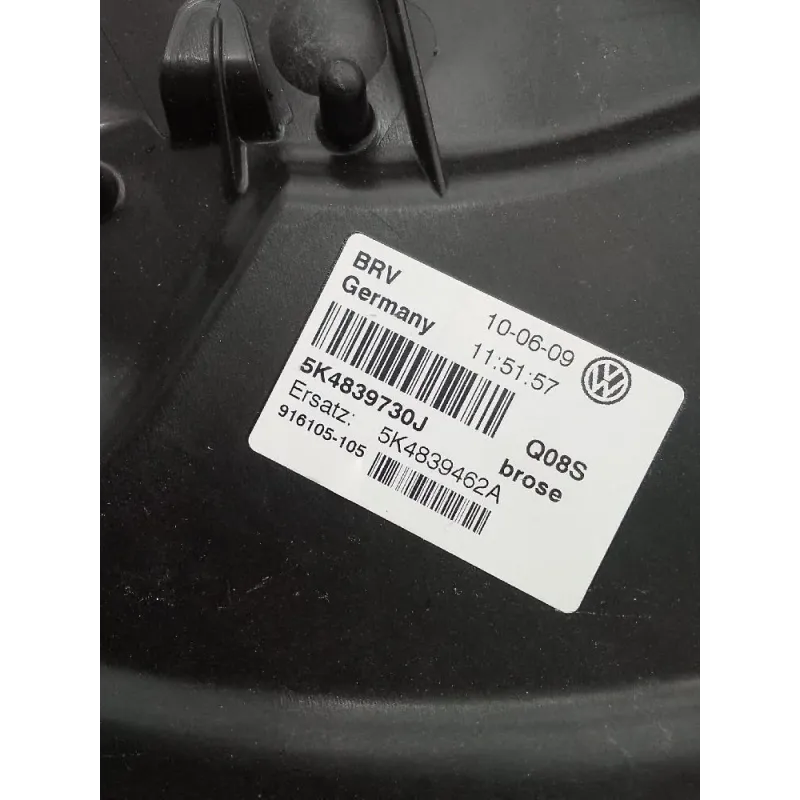 BRV
Germany
10-06-09
11:51:57
5K4839730J
Ersatz: 5K4839462A
916105-105
Q08S
brose